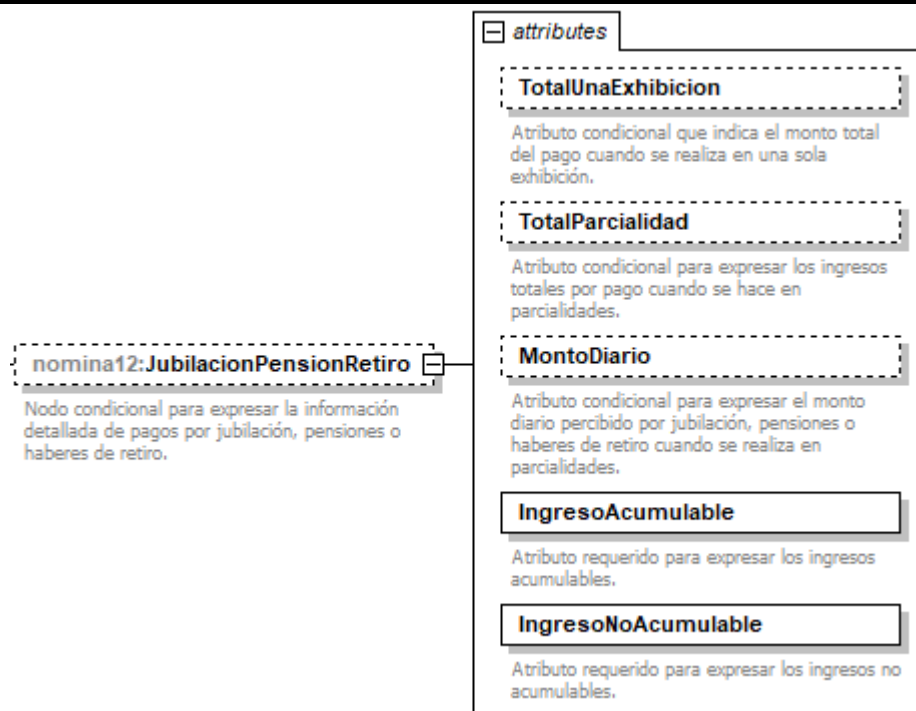 attributes
TotalUnaExhibicion
Atributo condicional que indica el monto total
del pago cuando se realiza en una sola
exhibición.
TotalParcialidad
Atributo condicional para expresar los ingresos
totales por pago cuando se hace en
parcialidades.
nomina12:JubilacionPensionRetiro
Nodo condicional para expresar la información
detallada de pagos por jubilación, pensiones o
haberes de retiro.
MontoDiario
Atributo condicional para expresar el monto
diario percibido por jubilación, pensiones o
haberes de retiro cuando se realiza en
parcialidades.
IngresoAcumulable
Atributo requerido para expresar los ingresos
acumulables.
IngresoNoAcumulable
Atributo requerido para expresar los ingresos no
acumulables.